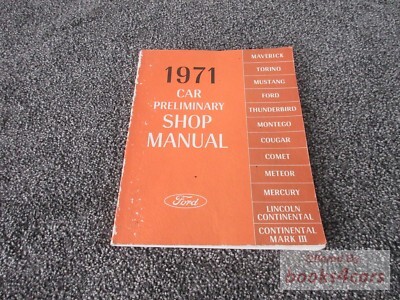 1971
CAR
PRELIMINARY
SHOP
MANUAL
Ford
MAVERICK
TORINO
MUSTANG
FORD
THUNDERBIRD
MONTEGO
COUGAR
COMET
METEOR
MERCURY
LINCOLN
CONTINENTAL
CONTINENTAL
MARK III
books4cars